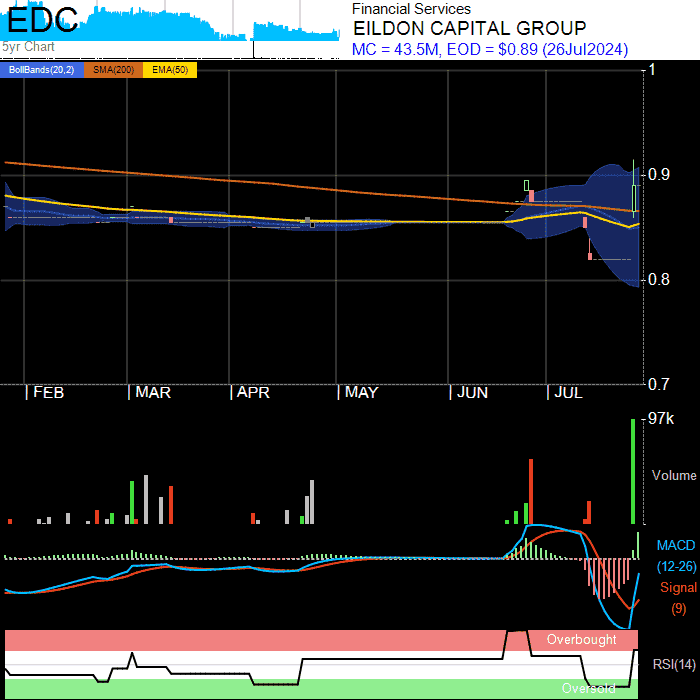 EDC
5yr Chart
Financial Services
EILDON CAPITAL GROUP
MC = 43.5M, EOD = $0.89 (26Jul2024)
BollBands(20,2) SMA(200) EMA(50)
1
0.9
0.8
0.7
FEB MAR APR MAY JUN JUL
97k
Volume
MACD
(12-26)
Signal
(9)
Overbought
RSI(14)
Oversold